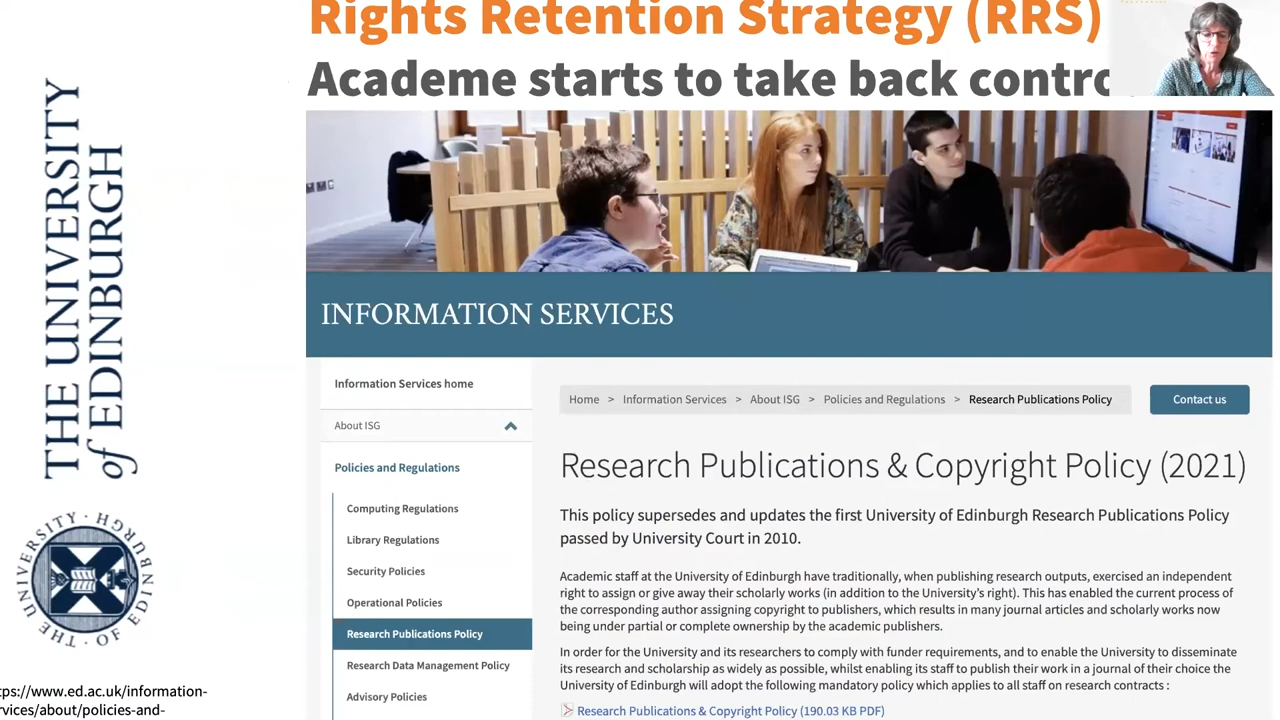 Rights Retention Strategy (RRS)
Academe starts to take back contro
THE UNIVERSITY
of EDINBURGH
THE · UNIVERSITY · OF · EDINBURGH
INFORMATION SERVICES
Information Services home
About ISG
Policies and Regulations
Computing Regulations
Library Regulations
Security Policies
Operational Policies
Research Publications Policy
Research Data Management Policy
Advisory Policies
Home > Information Services > About ISG > Policies and Regulations > Research Publications Policy
Contact us
Research Publications & Copyright Policy (2021)
This policy supersedes and updates the first University of Edinburgh Research Publications Policy
passed by University Court in 2010.
Academic staff at the University of Edinburgh have traditionally, when publishing research outputs, exercised an independent
right to assign or give away their scholarly works (in addition to the University's right). This has enabled the current process of
the corresponding author assigning copyright to publishers, which results in many journal articles and scholarly works now
being under partial or complete ownership by the academic publishers.
In order for the University and its researchers to comply with funder requirements, and to enable the University to disseminate
its research and scholarship as widely as possible, whilst enabling its staff to publish their work in a journal of their choice the
University of Edinburgh will adopt the following mandatory policy which applies to all staff on research contracts :
Research Publications & Copyright Policy (190.03 KB PDF)
tps://www.ed.ac.uk/information-
rvices/about/policies-and-